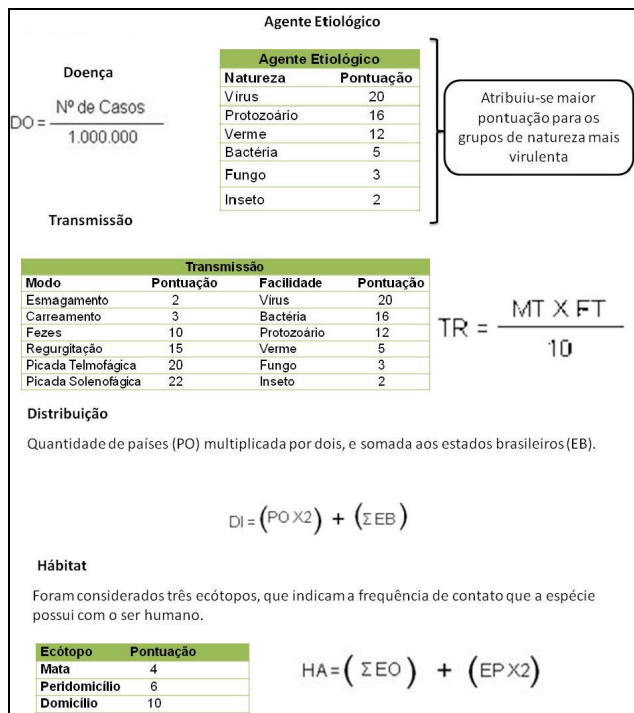 Agente Etiológico
Doença
DO = Nº de Casos
1.000.000
Agente Etiológico
Natureza Pontuação
Vírus 20
Protozoário 16
Verme 12
Bactéria 5
Fungo 3
Inseto 2
Atribuiu-se maior
pontuação para os
grupos de natureza mais
virulenta
Transmissão
Transmissão
Modo Pontuação Facilidade Pontuação
Esmagamento 2 Vírus 20
Carreamento 3 Bactéria 16
Fezes 10 Protozoário 12
Regurgitação 15 Verme 5
Picada Telmofágica 20 Fungo 3
Picada Solenofágica 22 Inseto 2
TR = MT X FT
10
Distribuição
Quantidade de países (PO) multiplicada por dois, e somada aos estados brasileiros (EB).
DI = (PO X2) + (ΣEB)
Hábitat
Foram considerados três ecótopos, que indicam a frequência de contato que a espécie
possui com o ser humano.
Ecótopo Pontuação
Mata 4
Peridomicílio 6
Domicílio 10
HA = (ΣEO) + (EP X2)